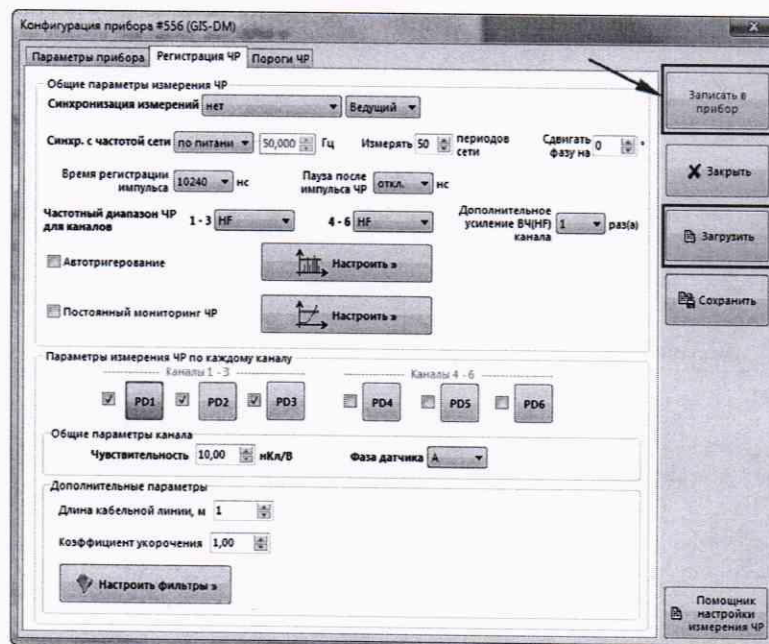 Конфигурация прибора #556 (GIS-DM)
Параметры прибора Регистрация ЧР Пороги ЧР
Общие параметры измерения ЧР
Синхронизация измерений нет Ведущий
Синхр. с частотой сети по питани 50,000 Гц Измерять 50 периодов сети Сдвигать фазу на 0 °
Время регистрации импульса 10240 нс Пауза после импульса ЧР откл. нс
Частотный диапазон ЧР для каналов 1 - 3 HF 4 - 6 HF Дополнительное усиление ВЧ(HF) канала 1 раз(а)
Автотригерование Настроить »
Постоянный мониторинг ЧР Настроить »
Параметры измерения ЧР по каждому каналу
Каналы 1 - 3 Каналы 4 - 6
PD1 PD2 PD3 PD4 PD5 PD6
Общие параметры канала
Чувствительность 10,00 нКл/В Фаза датчика А
Дополнительные параметры
Длина кабельной линии, м 1
Коэффициент укорочения 1,00
Настроить фильтры »
Записать в прибор
Закрыть
Загрузить
Сохранить
Помощник настройки измерения ЧР